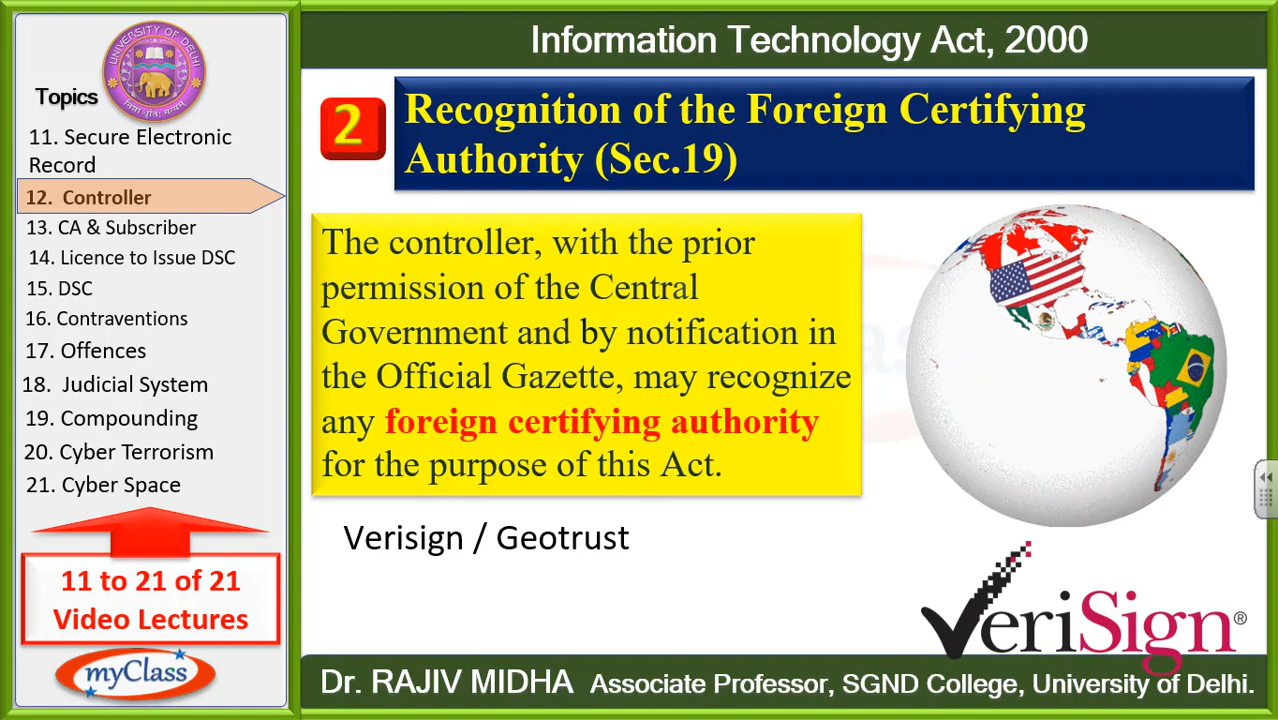 UNIVERSITY OF DELHI
Topics
11. Secure Electronic
Record
12. Controller
13. CA & Subscriber
14. Licence to Issue DSC
15. DSC
16. Contraventions
17. Offences
18. Judicial System
19. Compounding
20. Cyber Terrorism
21. Cyber Space
11 to 21 of 21
Video Lectures
myClass
Information Technology Act, 2000
2
Recognition of the Foreign Certifying
Authority (Sec.19)
The controller, with the prior
permission of the Central
Government and by notification in
the Official Gazette, may recognize
any foreign certifying authority
for the purpose of this Act.
Verisign / Geotrust
VeriSign®
Dr. RAJIV MIDHA Associate Professor, SGND College, University of Delhi.